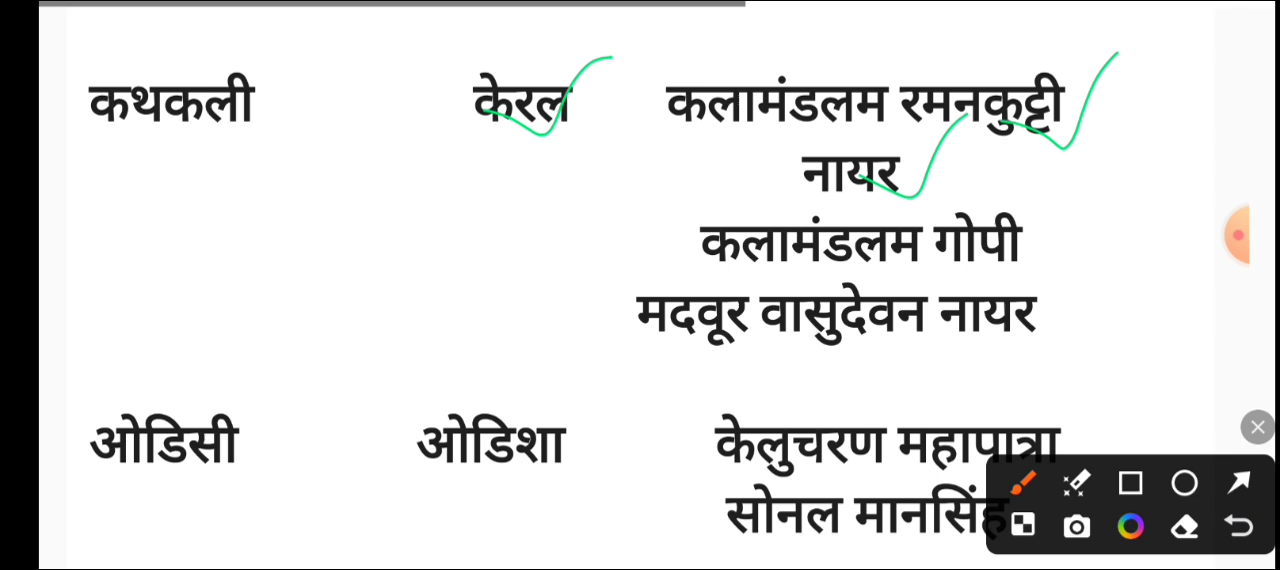 कथकली केरल कलामंडलम रमनकुट्टी
नायर
कलामंडलम गोपी
मदवूर वासुदेवन नायर
ओडिसी ओडिशा केलुचरण महापात्रा
सोनल मानसिंह